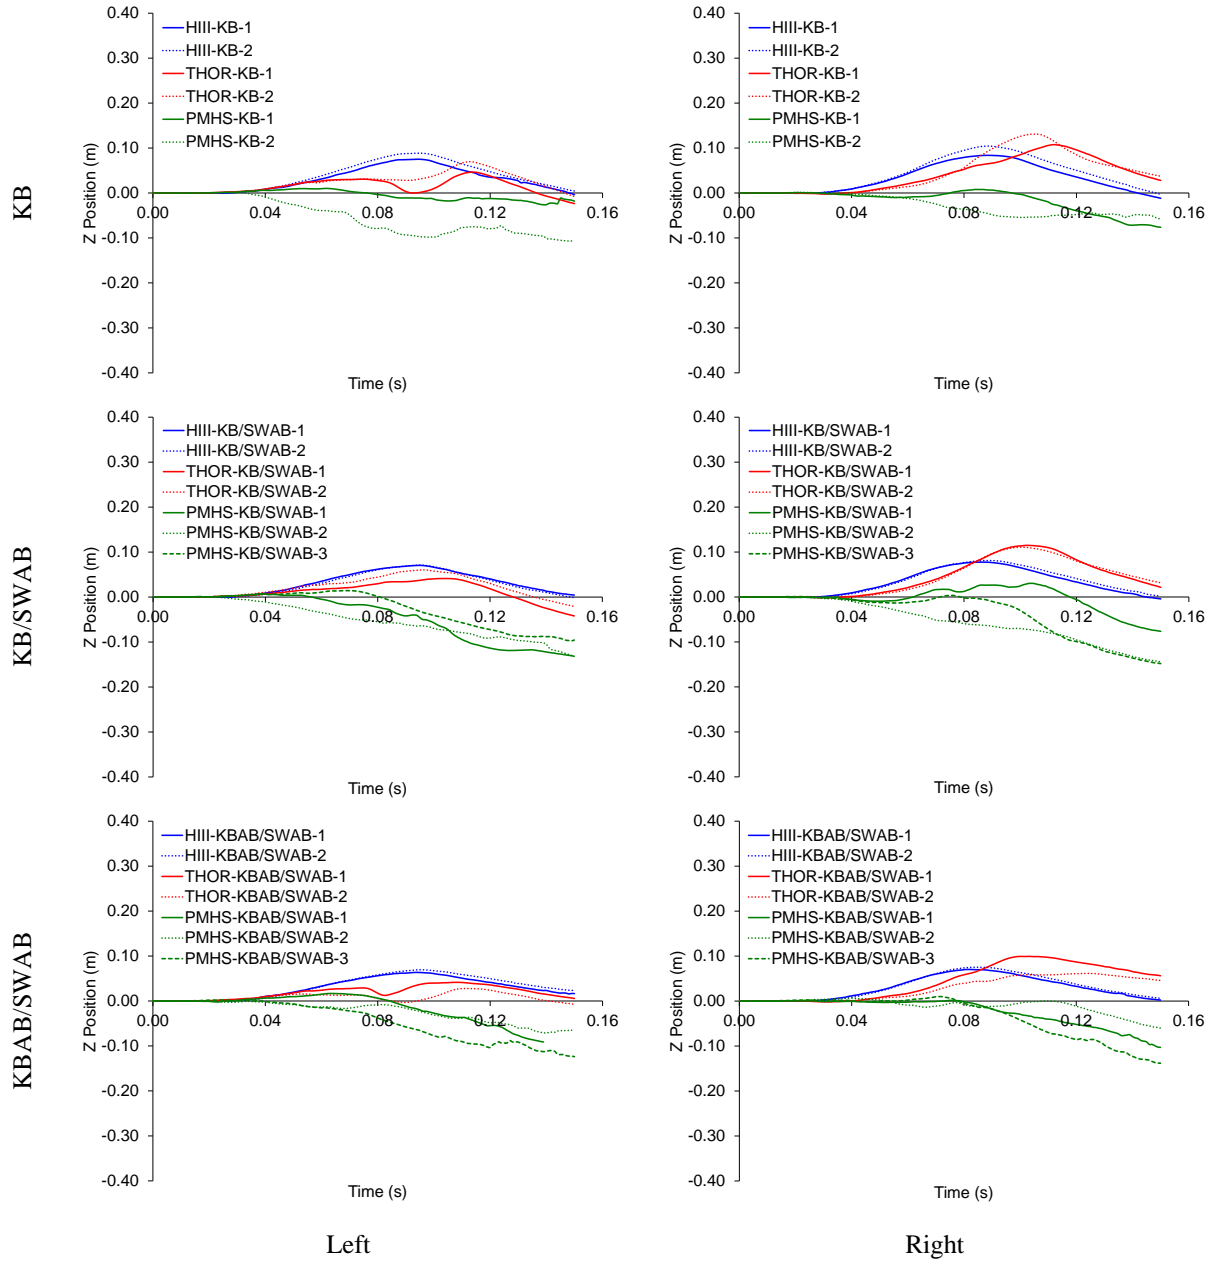 KB
Z Position (m)
0.40
0.30
0.20
0.10
0.00
-0.10
-0.20
-0.30
-0.40
HIII-KB-1
HIII-KB-2
THOR-KB-1
THOR-KB-2
PMHS-KB-1
PMHS-KB-2
0.00 0.04 0.08 0.12 0.16
Time (s)
Z Position (m)
0.40
0.30
0.20
0.10
0.00
-0.10
-0.20
-0.30
-0.40
HIII-KB-1
HIII-KB-2
THOR-KB-1
THOR-KB-2
PMHS-KB-1
PMHS-KB-2
0.00 0.04 0.08 0.12 0.16
Time (s)
KB/SWAB
Z Position (m)
0.40
0.30
0.20
0.10
0.00
-0.10
-0.20
-0.30
-0.40
HIII-KB/SWAB-1
HIII-KB/SWAB-2
THOR-KB/SWAB-1
THOR-KB/SWAB-2
PMHS-KB/SWAB-1
PMHS-KB/SWAB-2
PMHS-KB/SWAB-3
0.00 0.04 0.08 0.12 0.16
Time (s)
Z Position (m)
0.40
0.30
0.20
0.10
0.00
-0.10
-0.20
-0.30
-0.40
HIII-KB/SWAB-1
HIII-KB/SWAB-2
THOR-KB/SWAB-1
THOR-KB/SWAB-2
PMHS-KB/SWAB-1
PMHS-KB/SWAB-2
PMHS-KB/SWAB-3
0.00 0.04 0.08 0.12 0.16
Time (s)
KBAB/SWAB
Z Position (m)
0.40
0.30
0.20
0.10
0.00
-0.10
-0.20
-0.30
-0.40
HIII-KBAB/SWAB-1
HIII-KBAB/SWAB-2
THOR-KBAB/SWAB-1
THOR-KBAB/SWAB-2
PMHS-KBAB/SWAB-1
PMHS-KBAB/SWAB-2
PMHS-KBAB/SWAB-3
0.00 0.04 0.08 0.12 0.16
Time (s)
Z Position (m)
0.40
0.30
0.20
0.10
0.00
-0.10
-0.20
-0.30
-0.40
HIII-KBAB/SWAB-1
HIII-KBAB/SWAB-2
THOR-KBAB/SWAB-1
THOR-KBAB/SWAB-2
PMHS-KBAB/SWAB-1
PMHS-KBAB/SWAB-2
PMHS-KBAB/SWAB-3
0.00 0.04 0.08 0.12 0.16
Time (s)
Left
Right